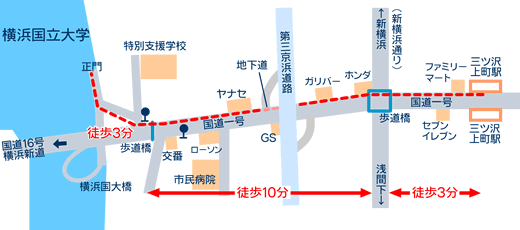 横浜国立大学
正門
特別支援学校
第三京浜道路
↑新横浜
(新横浜通り)
地下道
ヤナセ
ガリバー
ホンダ
ファミリー
マート
三ツ沢
上町駅
国道一号
国道一号
徒歩3分
歩道橋
歩道橋
セブン
イレブン
三ツ沢
上町駅
国道16号
横浜新道
交番
ローソン
GS
横浜国大橋
市民病院
浅間下→
徒歩10分
徒歩3分